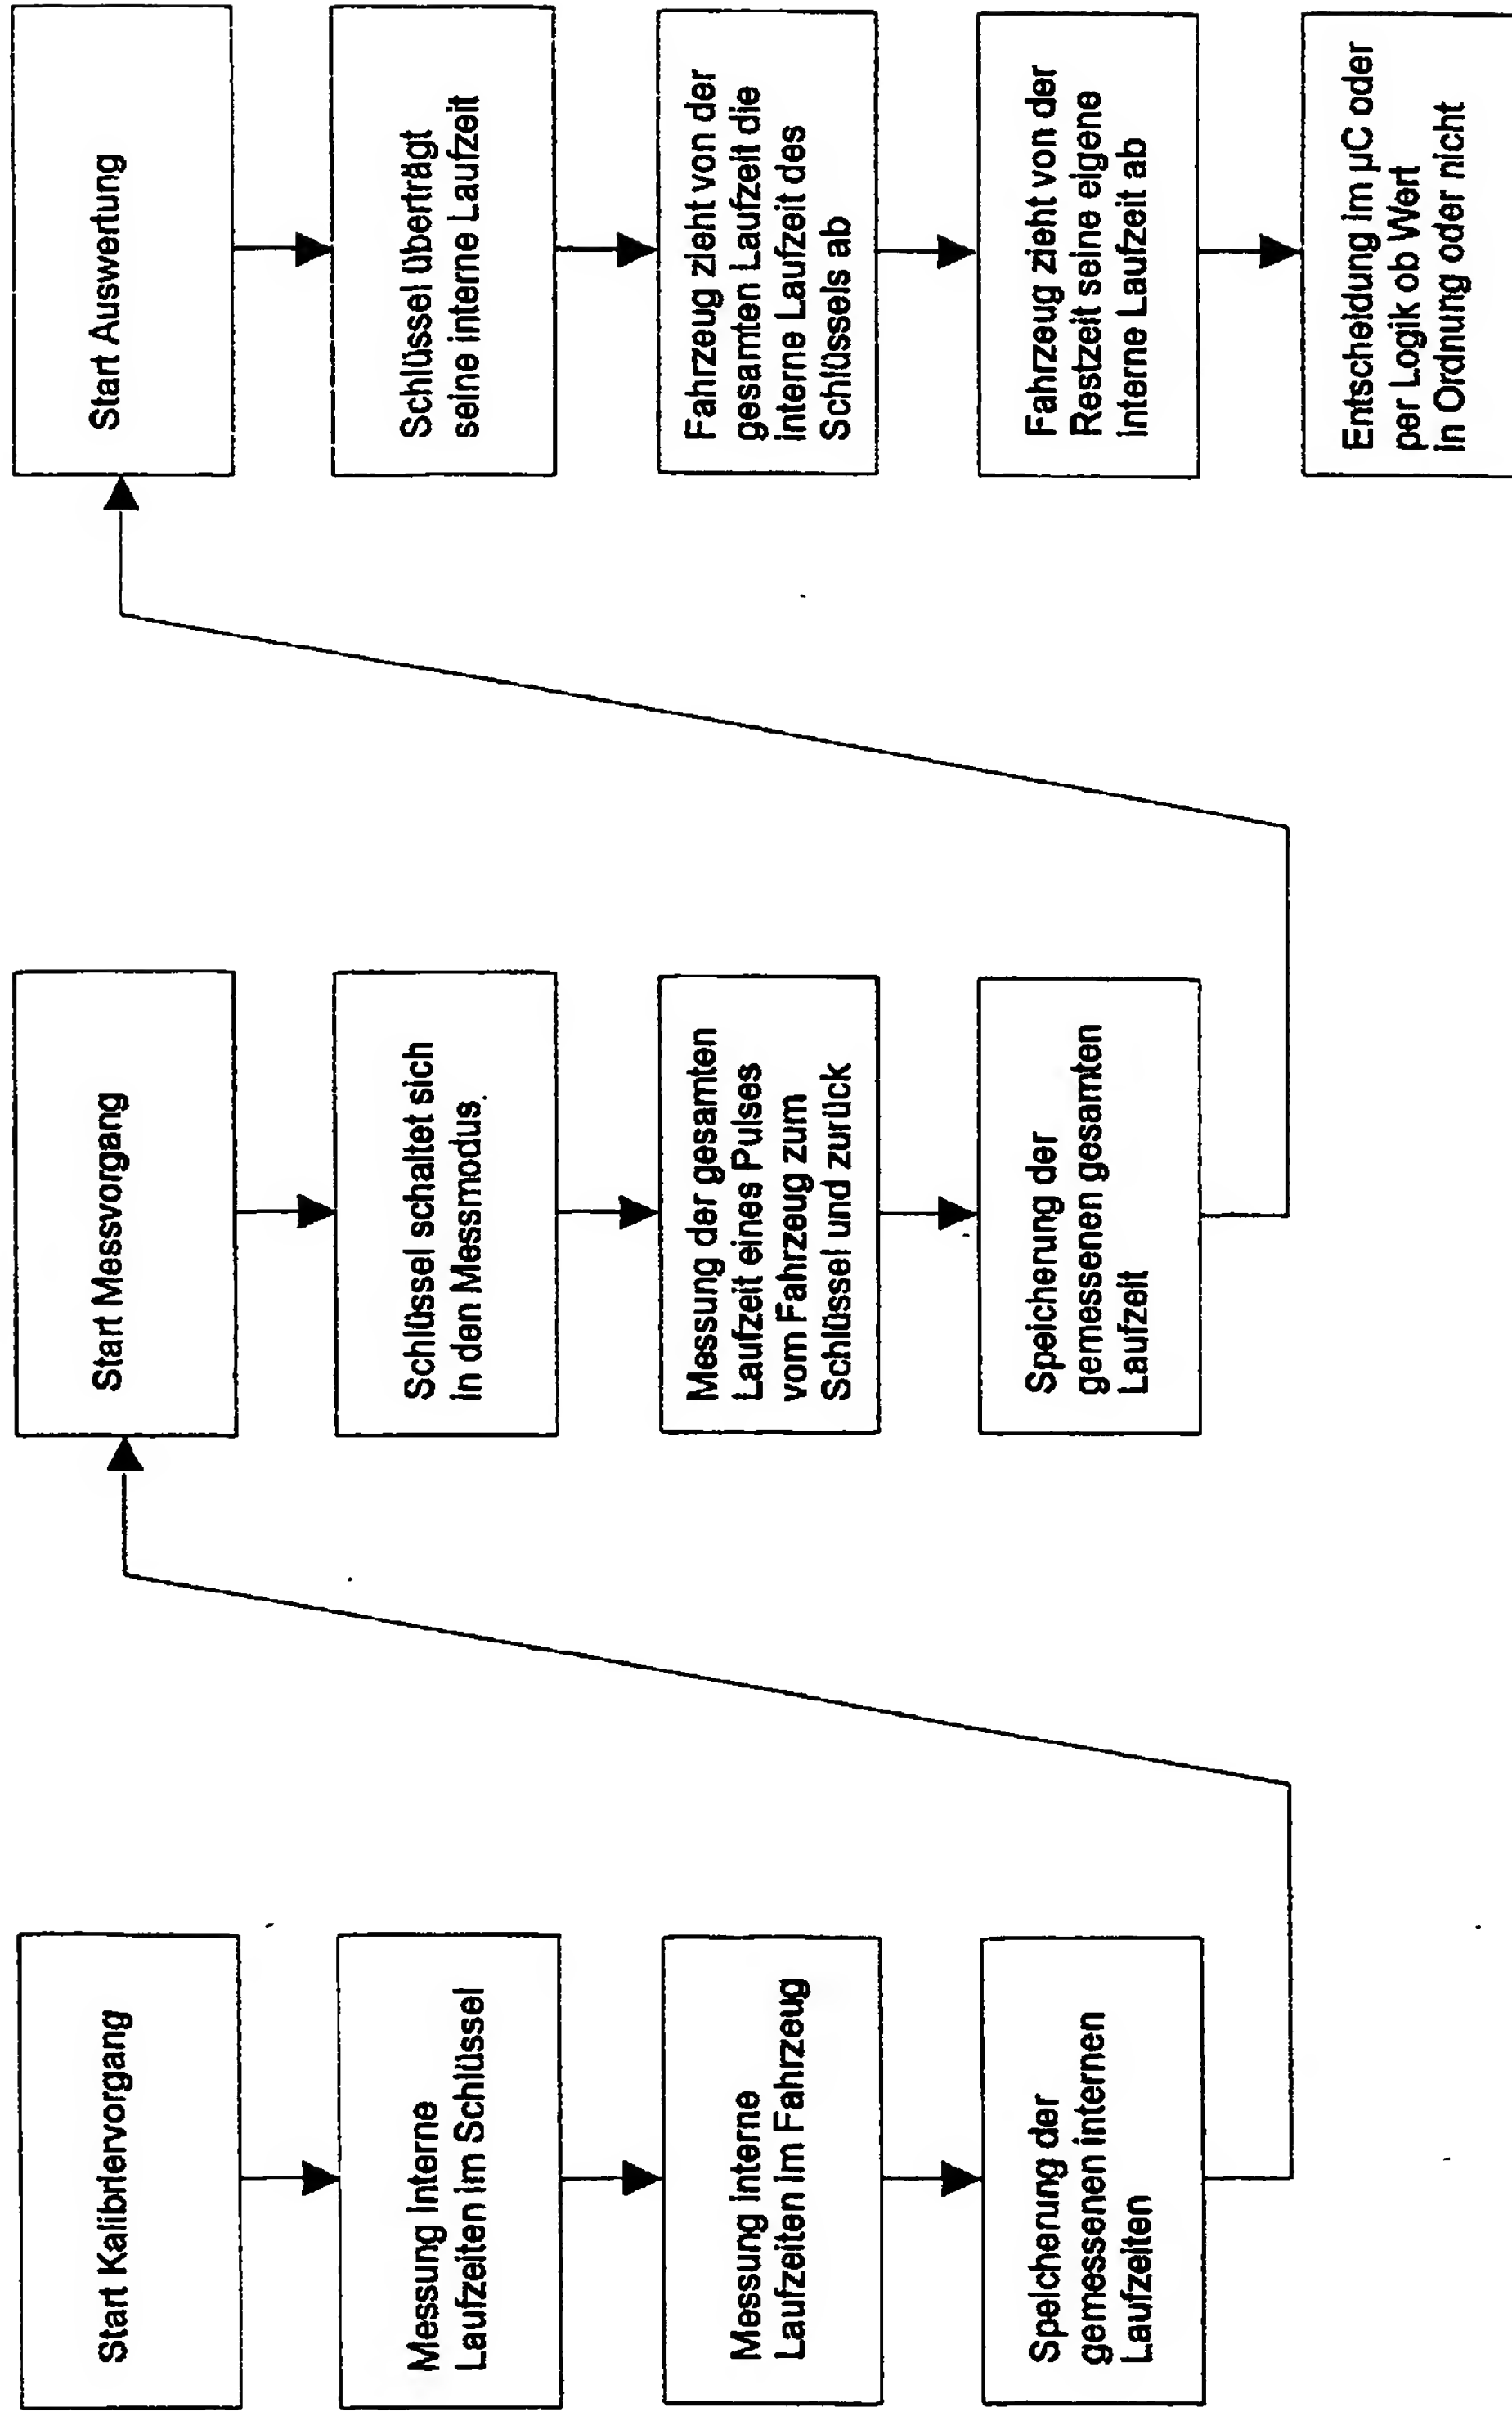 Start Kalibriervorgang
Messung interne
Laufzeiten im Schlüssel
Messung interne
Laufzeiten im Fahrzeug
Speicherung der
gemessenen internen
Laufzeiten
Start Messvorgang
Schlüssel schaltet sich
in den Messmodus
Messung der gesamten
Laufzeit eines Pulses
vom Fahrzeug zum
Schlüssel und zurück
Speicherung der
gemessenen gesamten
Laufzeit
Start Auswertung
Schlüssel überträgt
seine interne Laufzeit
Fahrzeug zieht von der
gesamten Laufzeit die
interne Laufzeit des
Schlüssels ab
Fahrzeug zieht von der
Restzeit seine eigene
interne Laufzeit ab
Entscheidung im µC oder
per Logik ob Wert
in Ordnung oder nicht